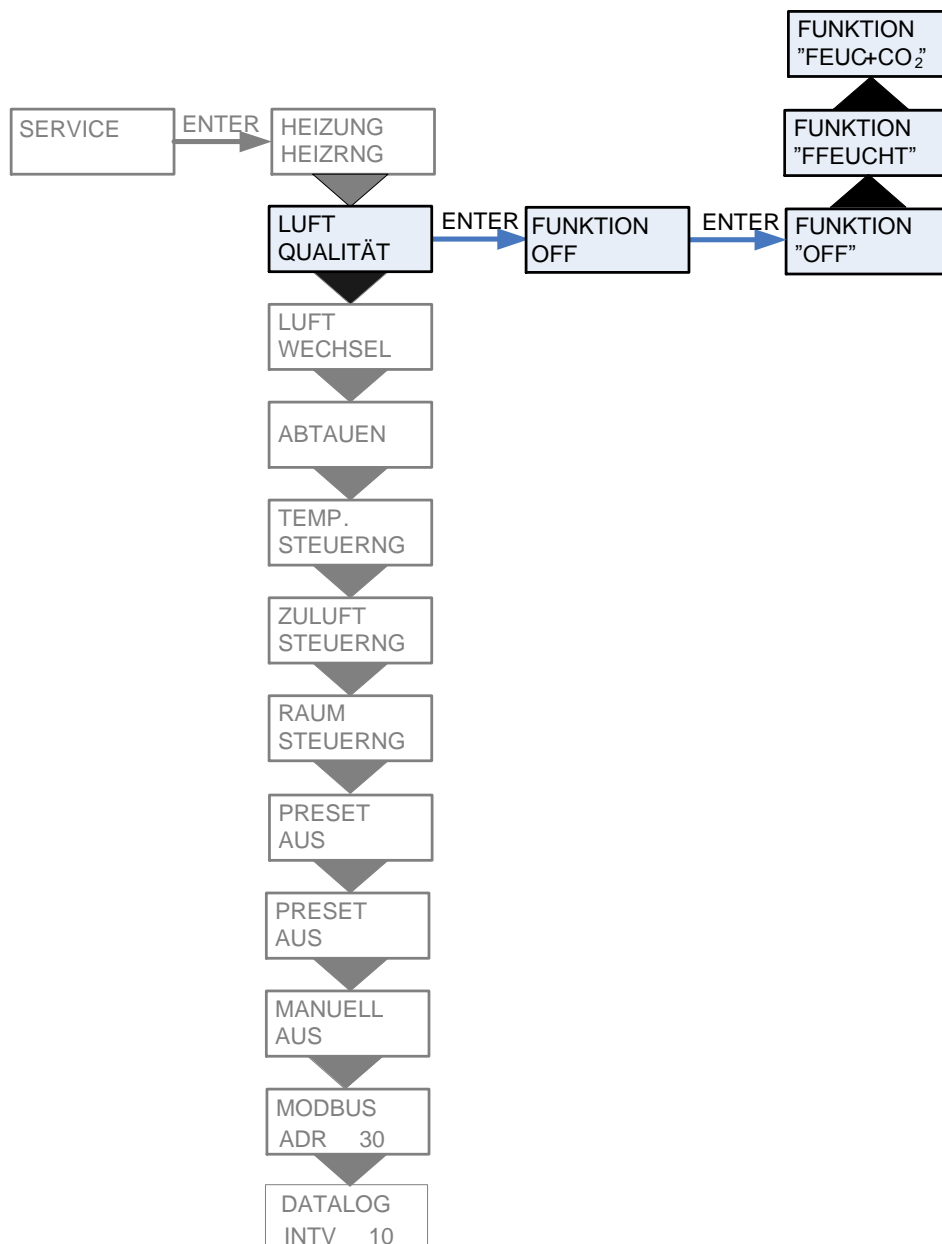 FUNKTION
"FEUC+CO₂"
SERVICE
ENTER
HEIZUNG
HEIZRNG
FUNKTION
"FFEUCHT"
LUFT
QUALITÄT
ENTER
FUNKTION
OFF
ENTER
FUNKTION
"OFF"
LUFT
WECHSEL
ABTAUEN
TEMP.
STEUERNG
ZULUFT
STEUERNG
RAUM
STEUERNG
PRESET
AUS
PRESET
AUS
MANUELL
AUS
MODBUS
ADR 30
DATALOG
INTV 10